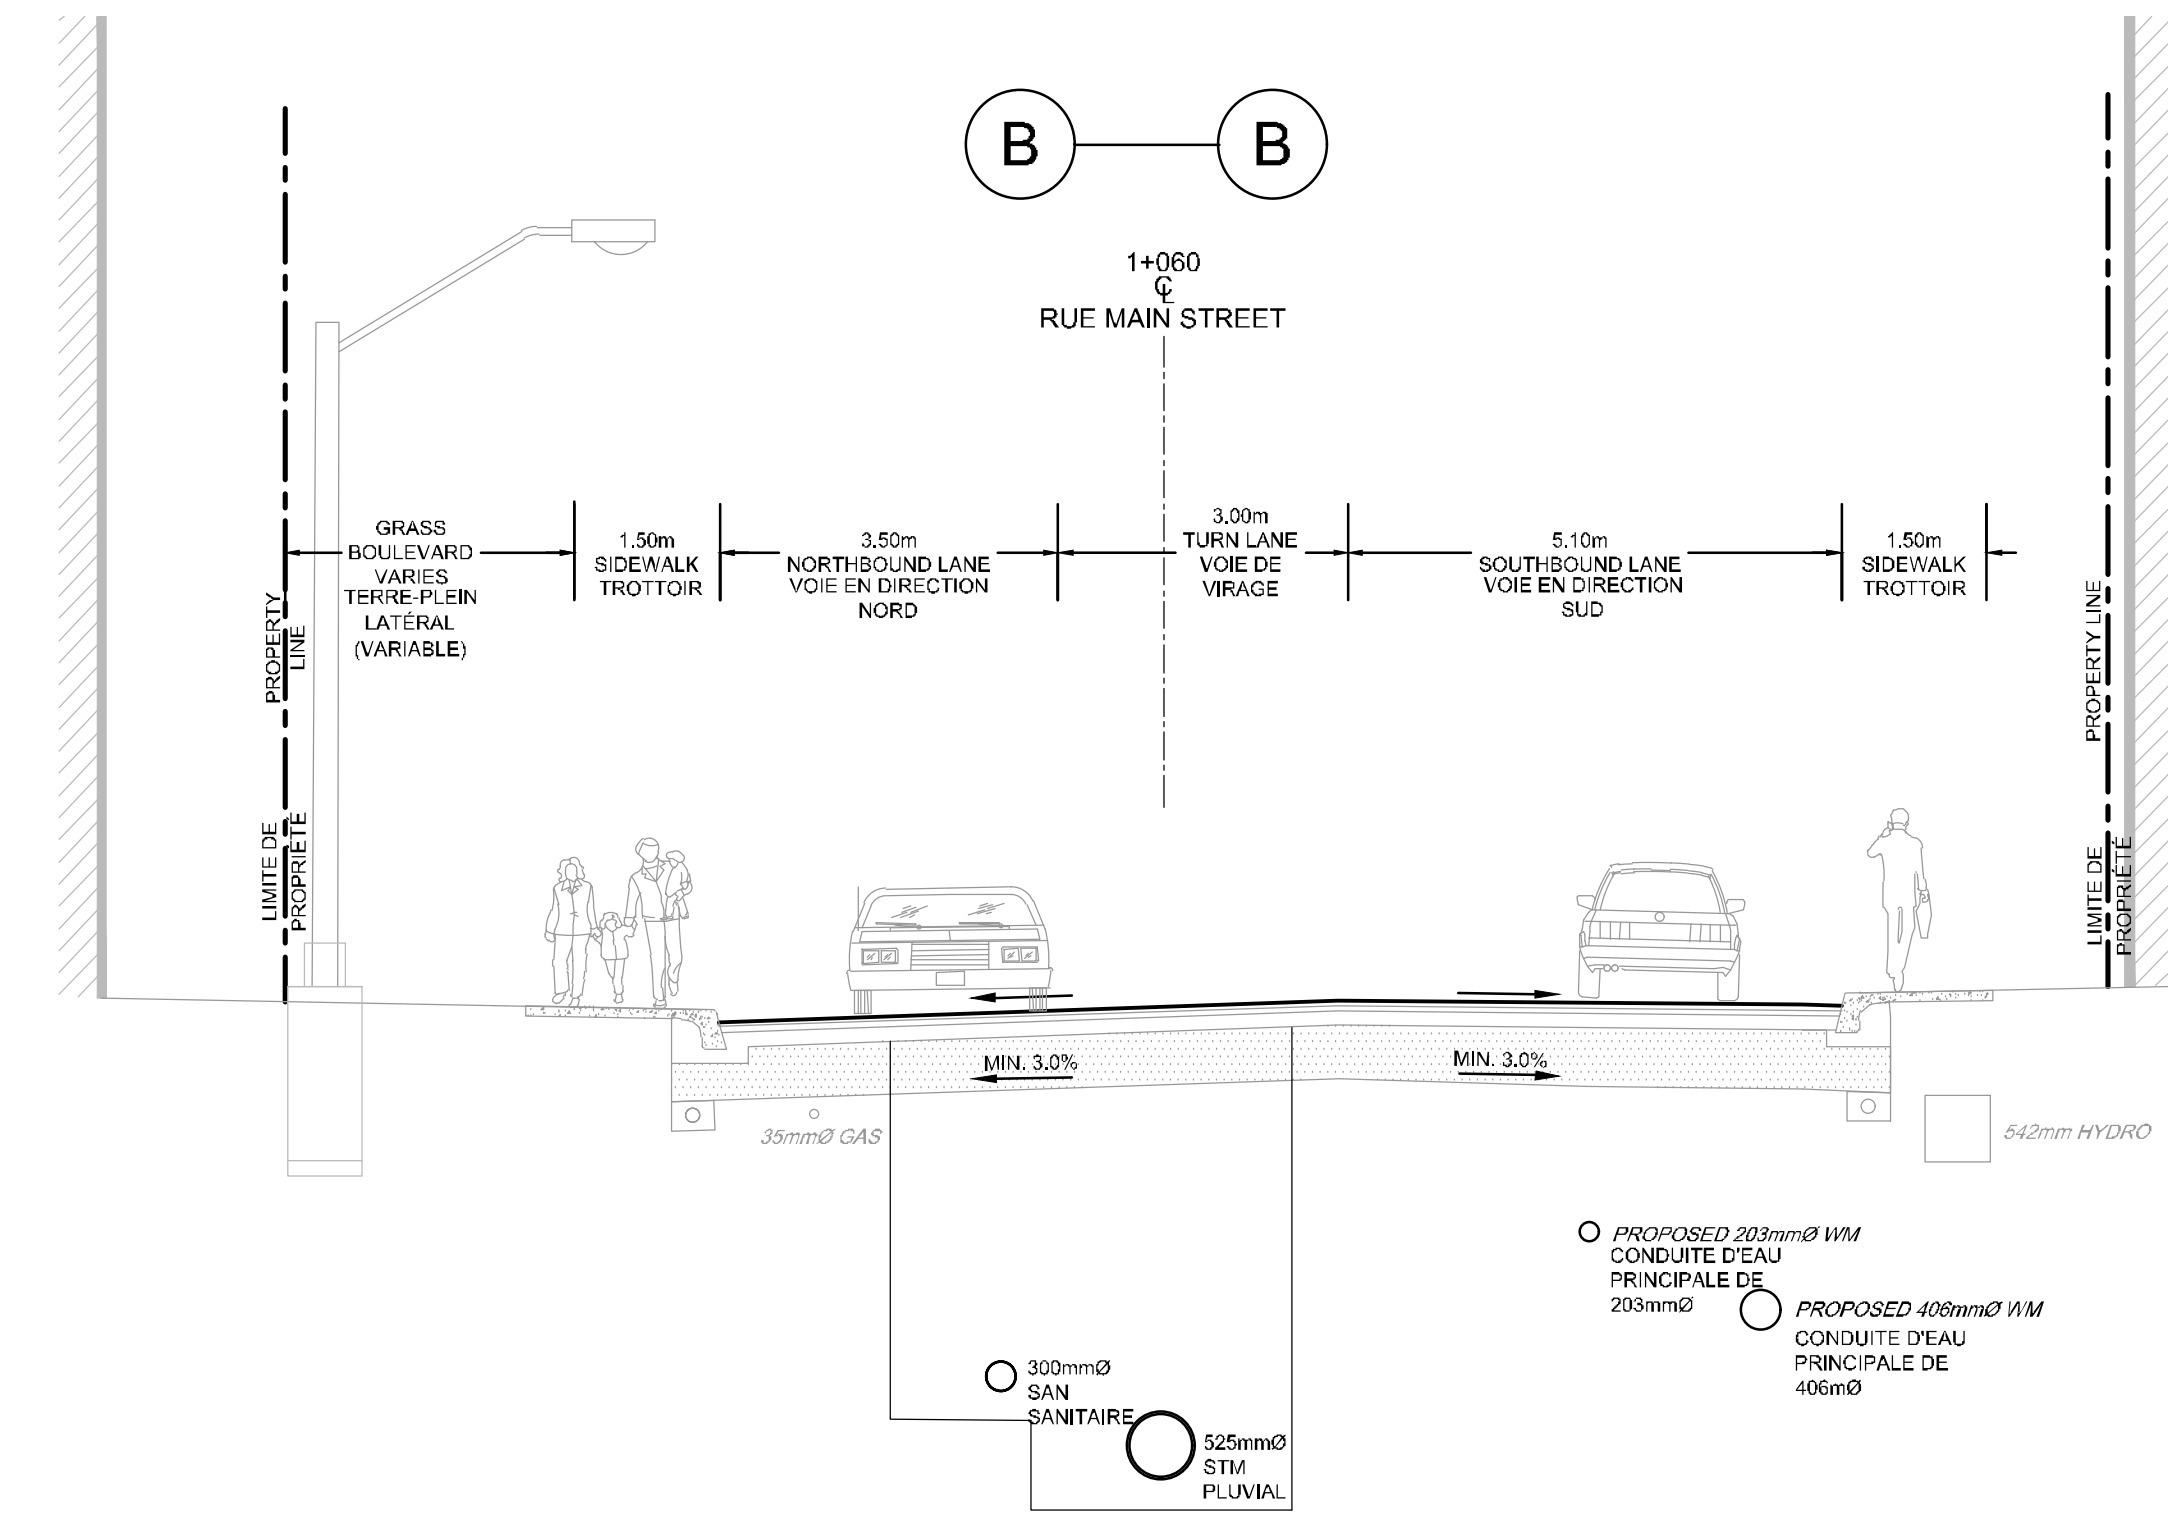 B B
1+060
℄
RUE MAIN STREET
GRASS
BOULEVARD
VARIES
TERRE-PLEIN
LATÉRAL
(VARIABLE)
1.50m
SIDEWALK
TROTTOIR
3.50m
NORTHBOUND LANE
VOIE EN DIRECTION
NORD
3.00m
TURN LANE
VOIE DE
VIRAGE
5.10m
SOUTHBOUND LANE
VOIE EN DIRECTION
SUD
1.50m
SIDEWALK
TROTTOIR
PROPERTY
LINE
LIMITE DE
PROPRIÉTÉ
PROPERTY LINE
LIMITE DE
PROPRIÉTÉ
MIN. 3.0%
MIN. 3.0%
35mmØ GAS
542mm HYDRO
PROPOSED 203mmØ WM
CONDUITE D'EAU
PRINCIPALE DE
203mmØ
PROPOSED 406mmØ WM
CONDUITE D'EAU
PRINCIPALE DE
406mØ
300mmØ
SAN
SANITAIRE
525mmØ
STM
PLUVIAL